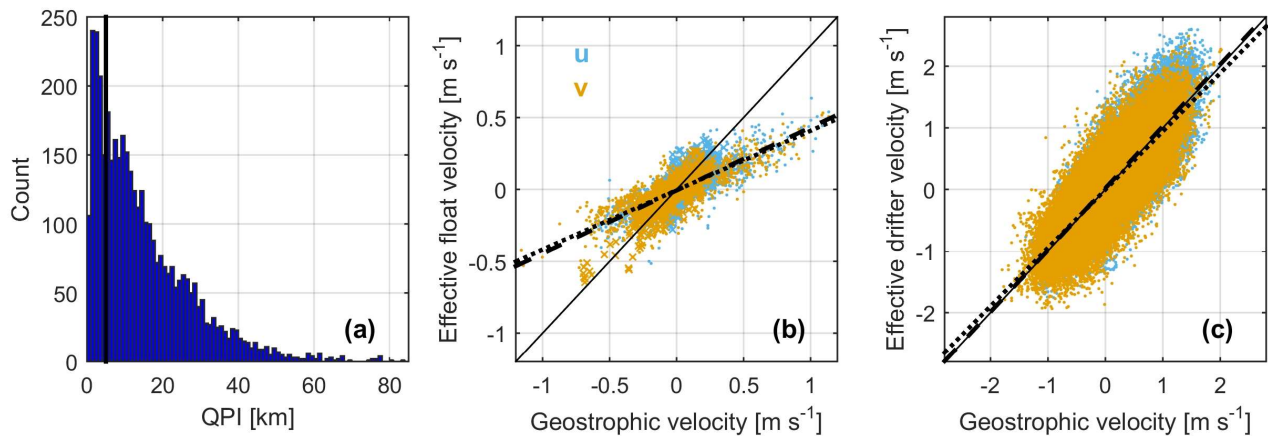 250
200
150
100
50
0
Count
0
20
40
60
80
QPI [km]
(a)
1
0.5
0
-0.5
-1
Effective float velocity [m s-1]
u
v
-1
-0.5
0
0.5
1
Geostrophic velocity [m s-1]
(b)
2
1
0
-1
-2
Effective drifter velocity [m s-1]
-2
-1
0
1
2
Geostrophic velocity [m s-1]
(c)